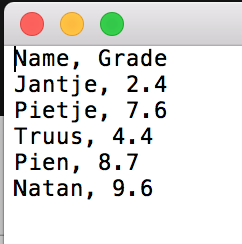 Name, Grade
Jantje, 2.4
Pietje, 7.6
Truus, 4.4
Pien, 8.7
Natan, 9.6